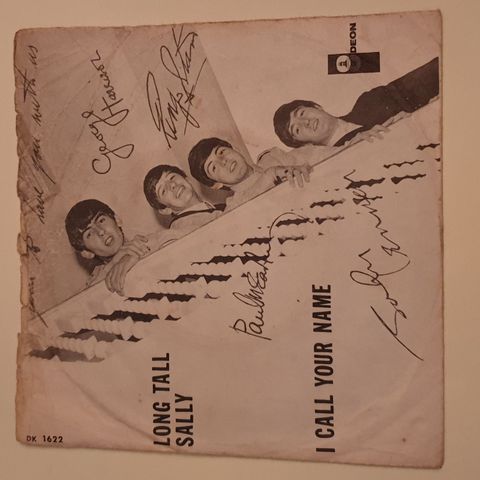 ODEON
George Harrison
Ringo Starr
Paul McCartney
LONG TALL
SALLY
I CALL YOUR NAME
DK 1622